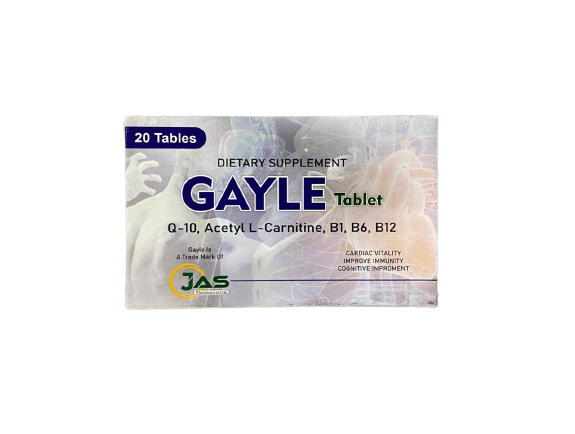 20 Tables
DIETARY SUPPLEMENT
GAYLE Tablet
Q-10, Acetyl L-Carnitine, B1, B6, B12
Gayle Is
A Trade Mark Of
JAS
CARDIAC VITALITY
IMPROVE IMMUNITY
COGNITIVE IMPROMENT